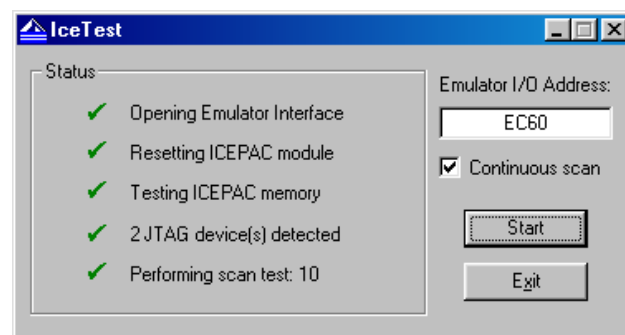 IceTest
Status
Opening Emulator Interface
Resetting ICEPAC module
Testing ICEPAC memory
2 JTAG device(s) detected
Performing scan test: 10
Emulator I/O Address:
EC60
Continuous scan
Start
Exit